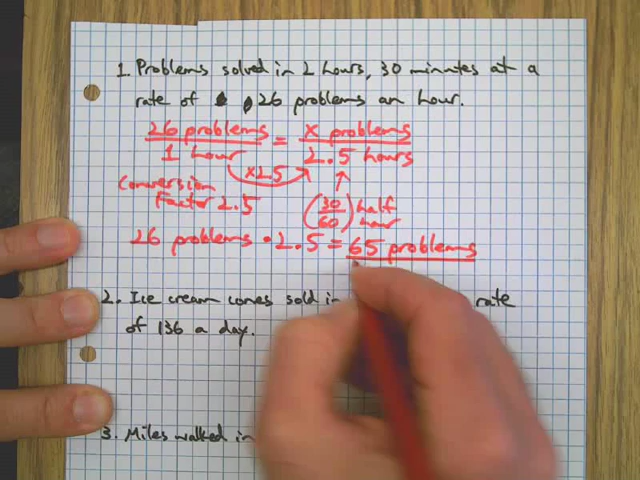 1. Problems solved in 2 hours, 30 minutes at a
rate of 26 problems an hour.
26 problems = x problems
1 hour 2.5 hours
x2.5
Conversion
Factor 2.5
(30/60) half hour
26 problems • 2.5 = 65 problems
2. Ice cream cones sold in rate
of 136 a day.
3. Miles walked in